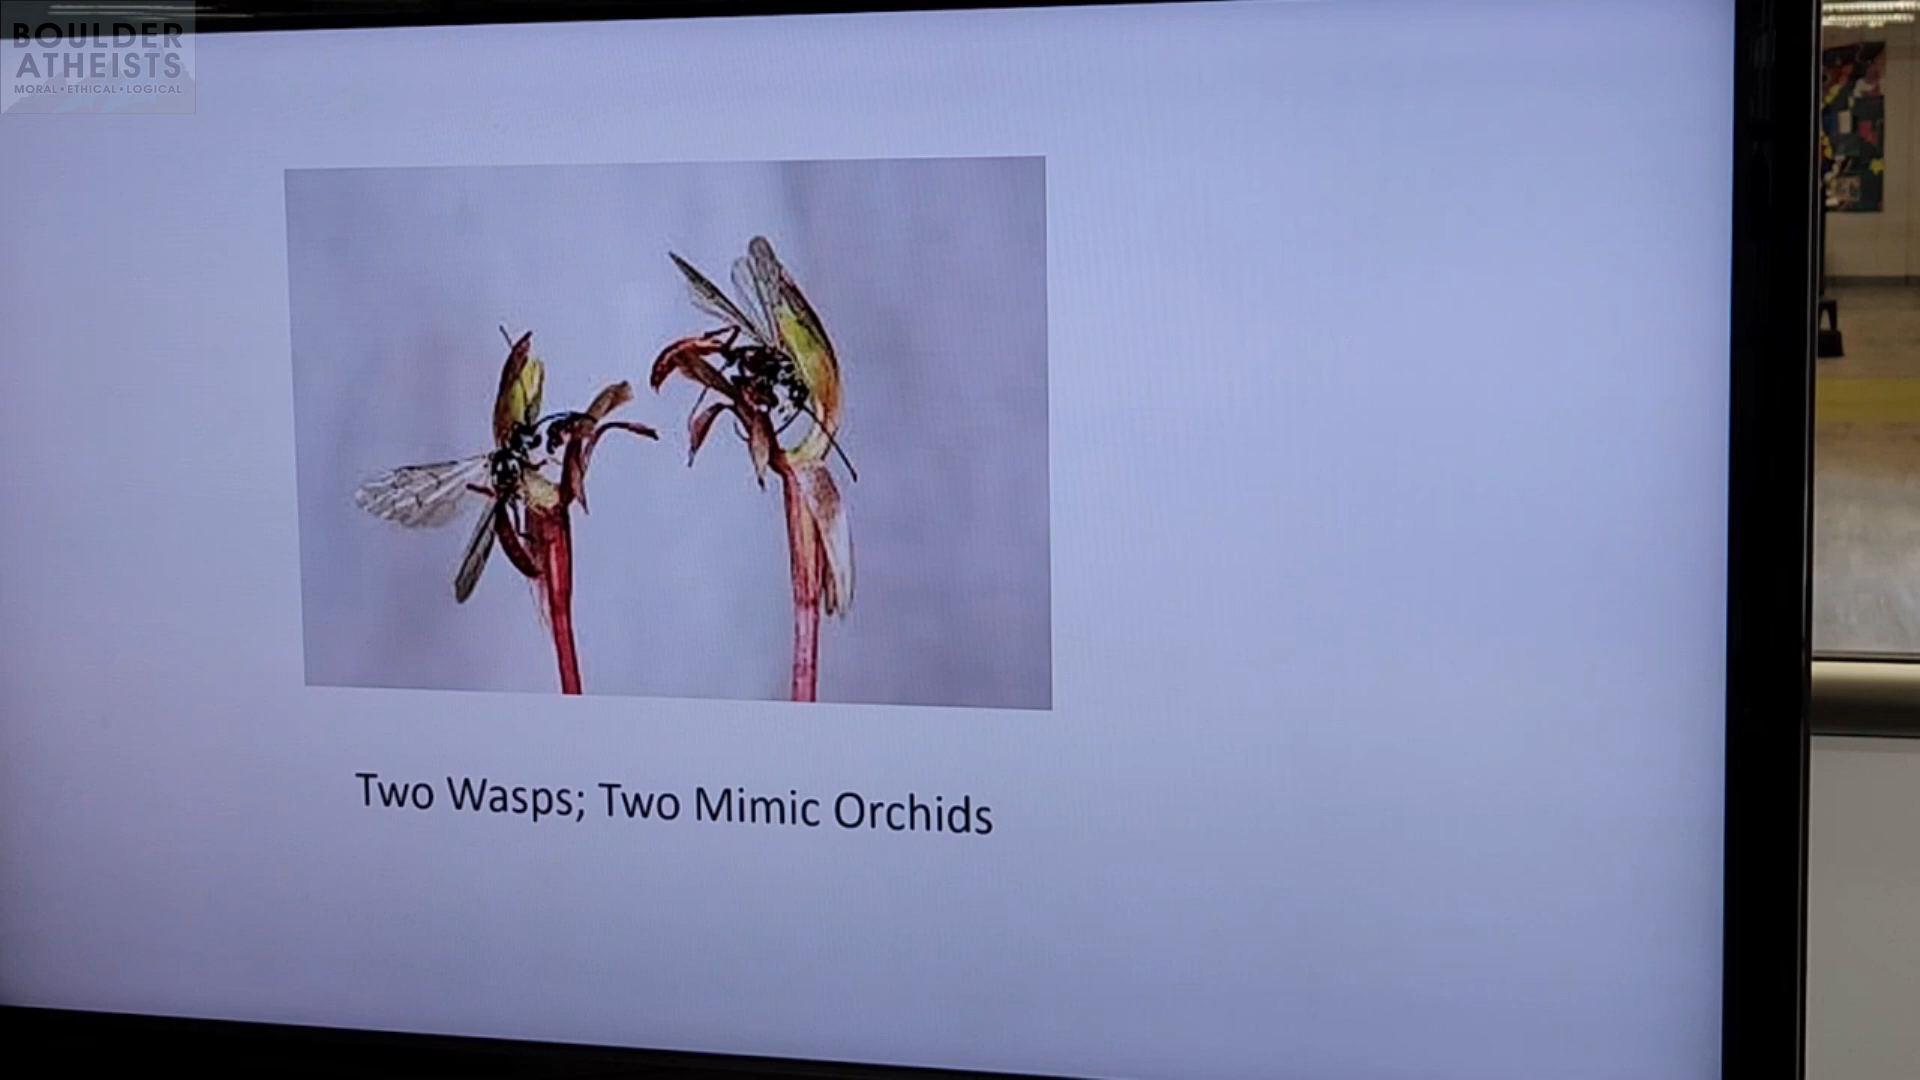 BOULDER
ATHEISTS
MORAL•ETHICAL•LOGICAL
Two Wasps; Two Mimic Orchids